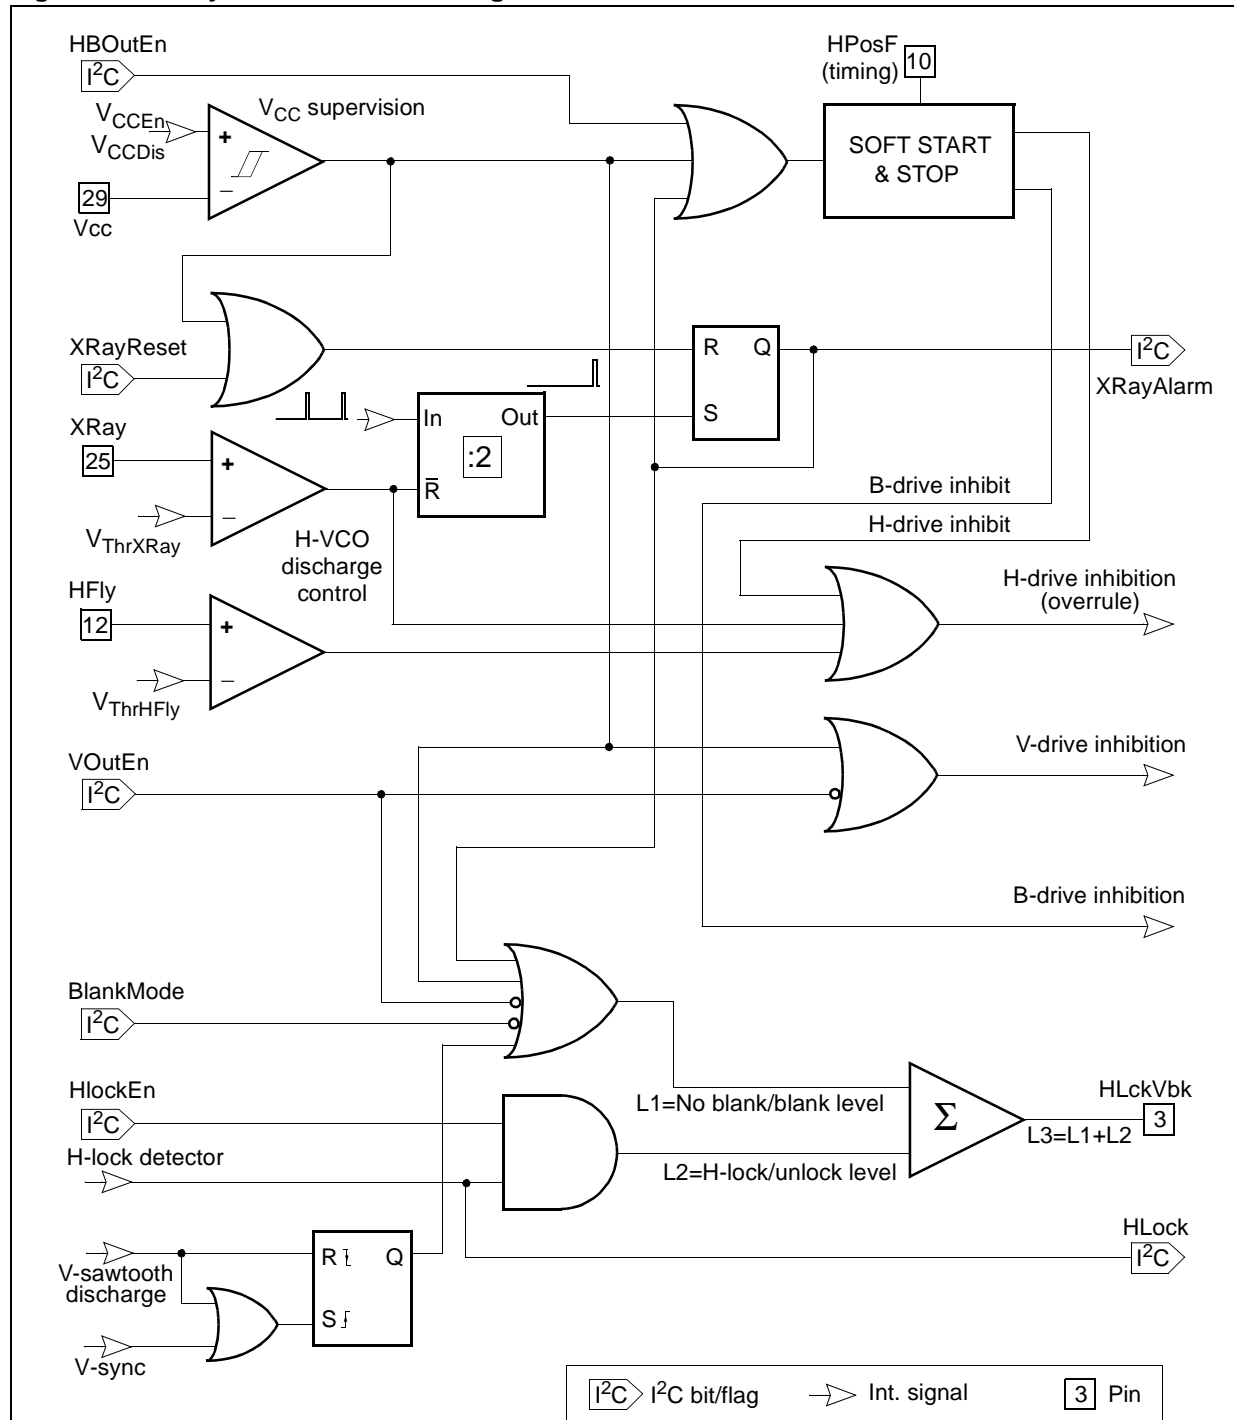 HBOutEn
I²C
HPosF
(timing)
10
VCCEn
VCCDis
VCC supervision
+
−
29
Vcc
SOFT START
& STOP
XRayReset
I²C
R Q
S
I²C
XRayAlarm
XRay
25
+
−
VThrXRay
In Out
:2
R̅
H-VCO
discharge
control
B-drive inhibit
H-drive inhibit
HFly
12
+
−
VThrHFly
H-drive inhibition
(overrule)
VOutEn
I²C
V-drive inhibition
B-drive inhibition
BlankMode
I²C
HlockEn
I²C
H-lock detector
L1=No blank/blank level
L2=H-lock/unlock level
Σ
L3=L1+L2
HLckVbk
3
HLock
I²C
V-sawtooth
discharge
R Q
S
V-sync
I²C I²C bit/flag
Int. signal
3 Pin